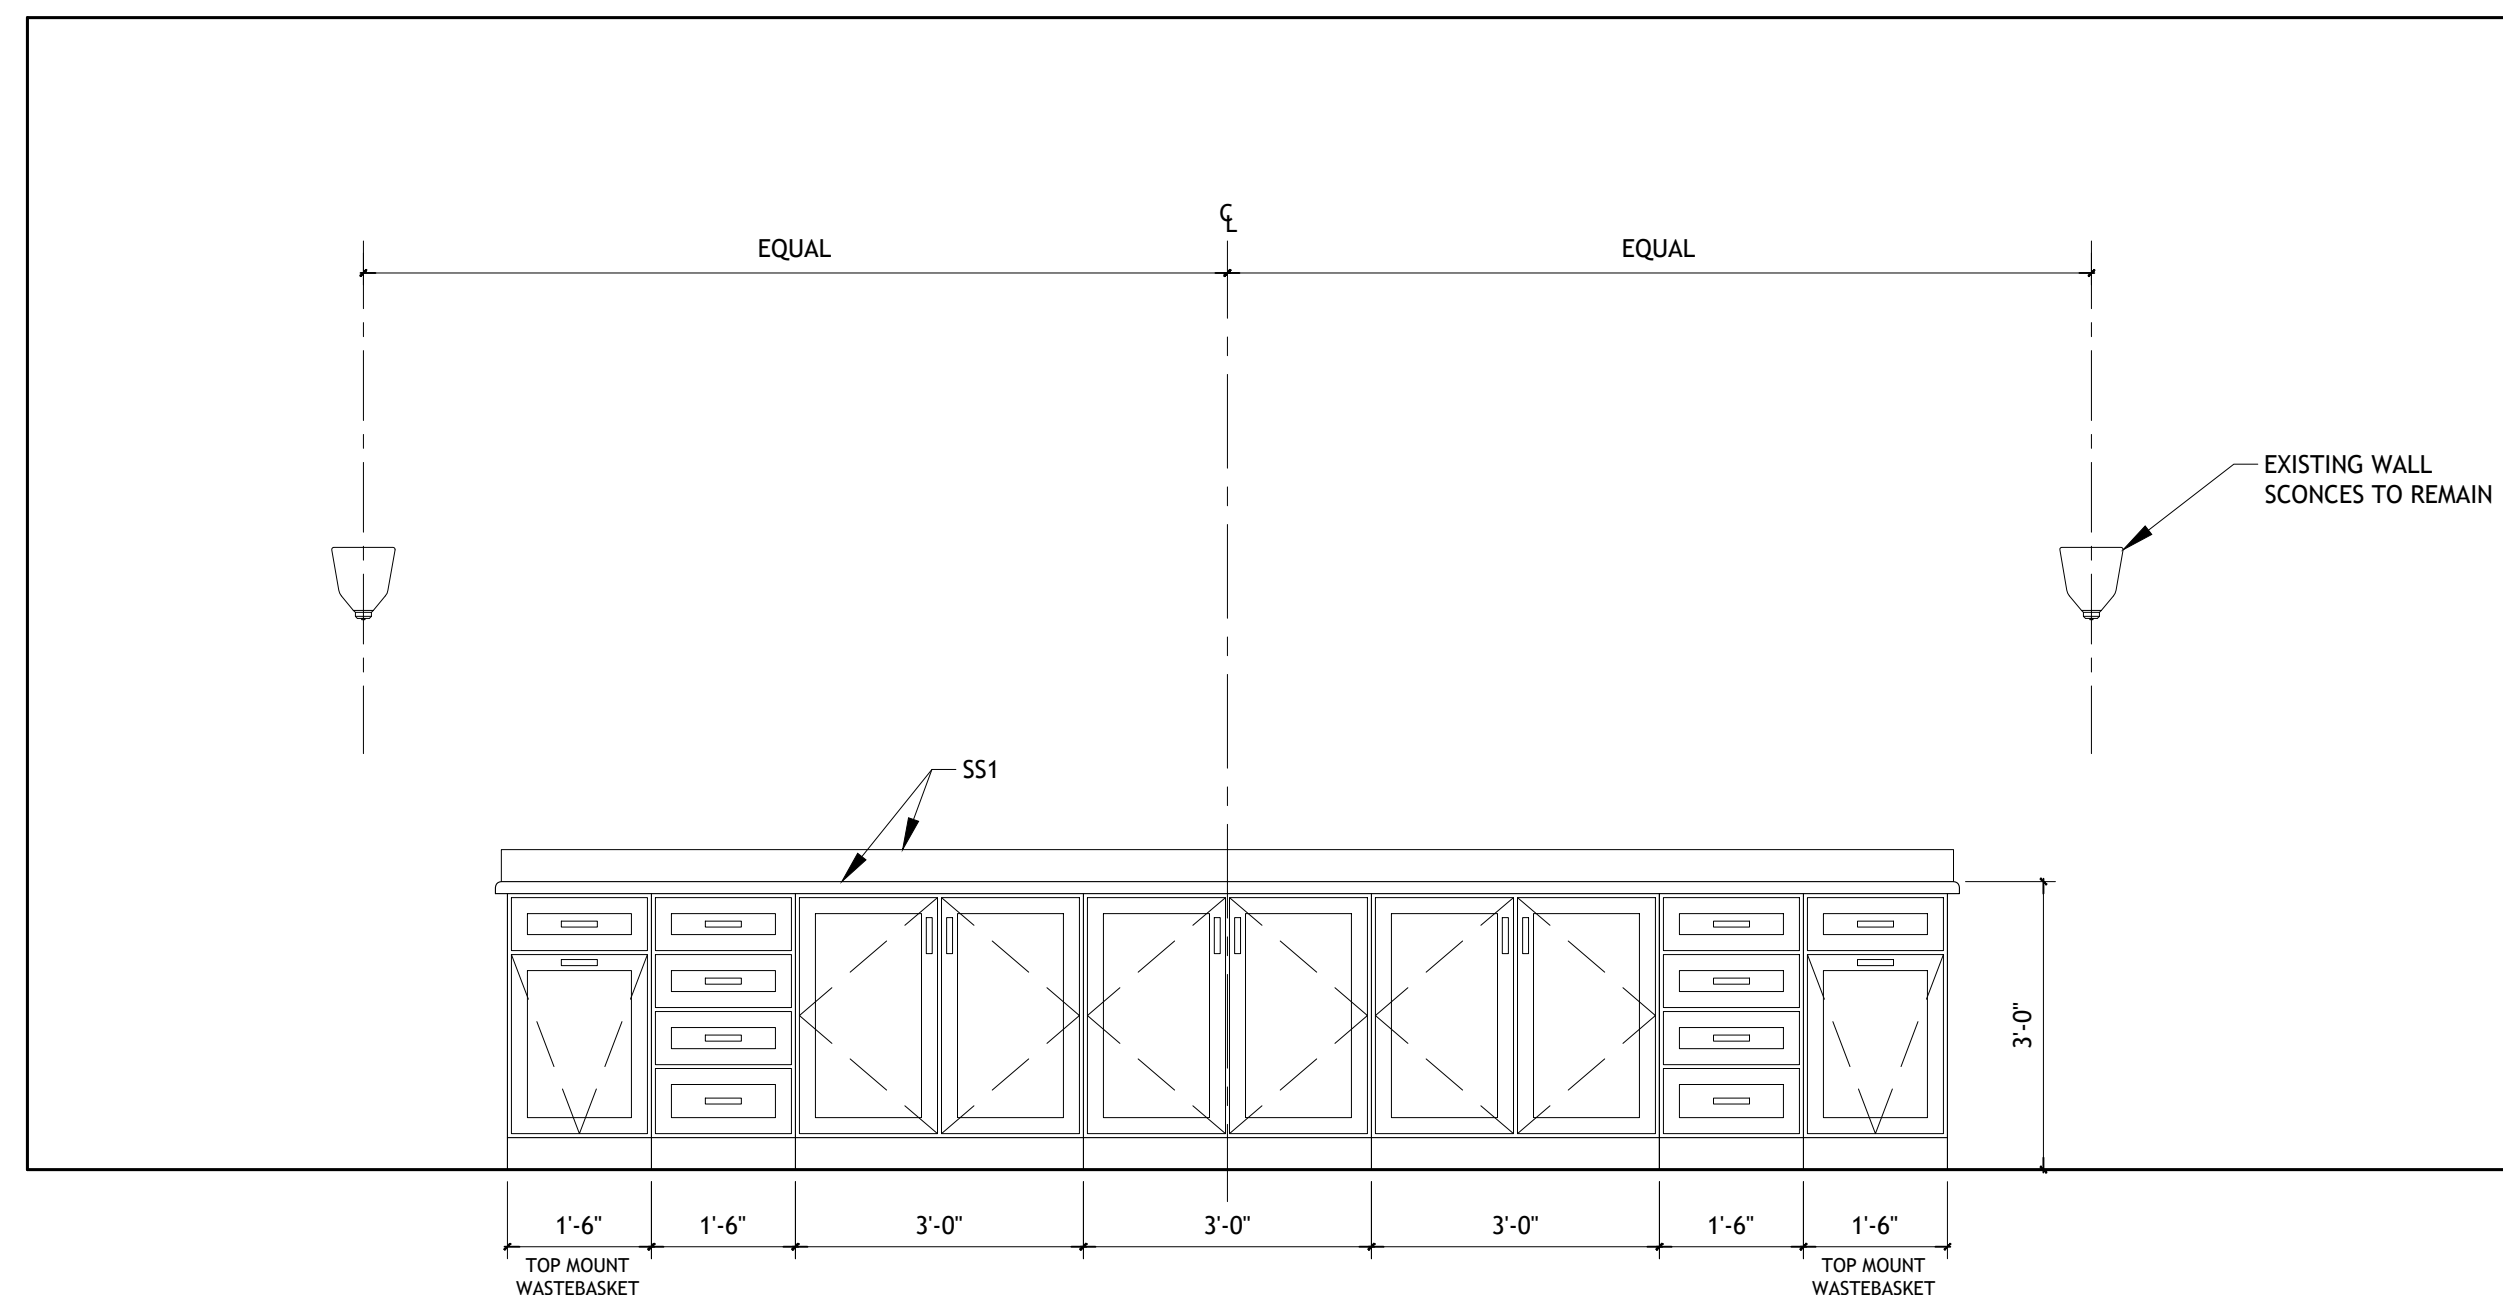 ℄
EQUAL
EQUAL
EXISTING WALL
SCONCES TO REMAIN
SS1
3'-0"
1'-6"
1'-6"
3'-0"
3'-0"
3'-0"
1'-6"
1'-6"
TOP MOUNT
WASTEBASKET
TOP MOUNT
WASTEBASKET